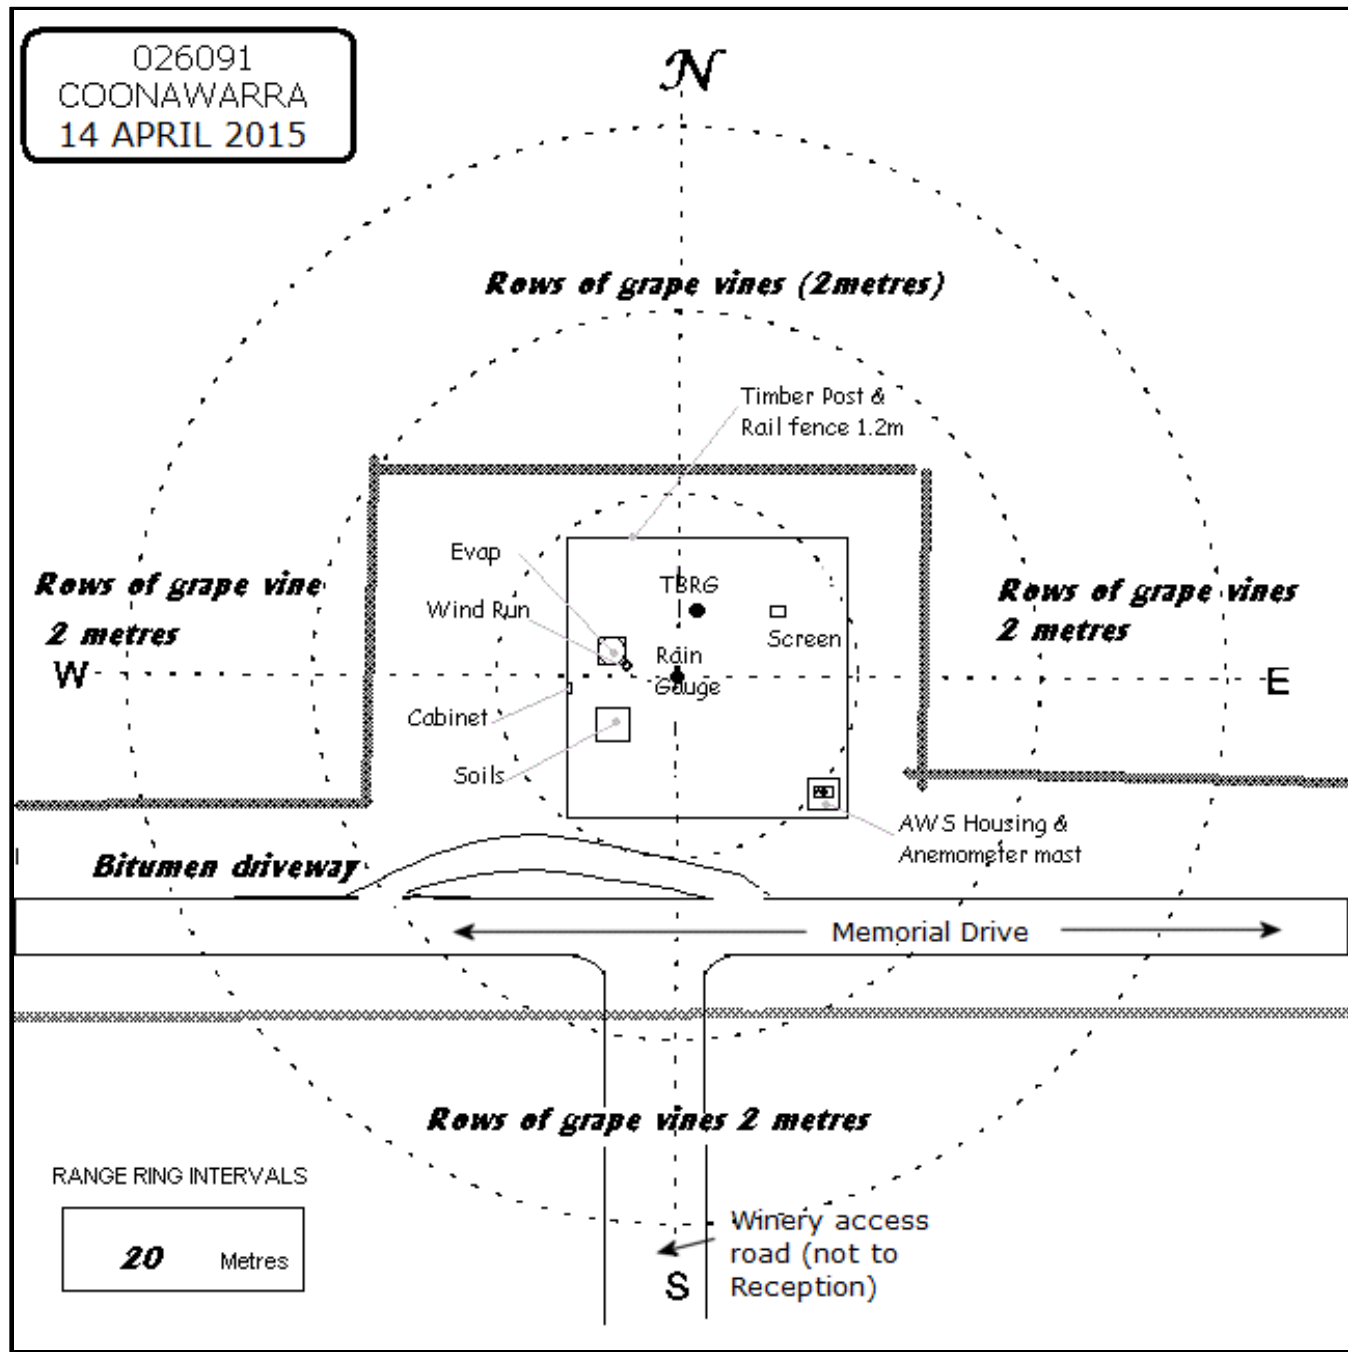 026091
COONAWARRA
14 APRIL 2015
N
Rows of grape vines (2metres)
Timber Post &
Rail fence 1.2m
Evap
Wind Run
TBRG
Screen
Rain
Gauge
Rows of grape vine
2 metres
Rows of grape vines
2 metres
W
E
Cabinet
Soils
AWS Housing &
Anemometer mast
Bitumen driveway
Memorial Drive
Rows of grape vines 2 metres
RANGE RING INTERVALS
20 Metres
Winery access
road (not to
Reception)
S